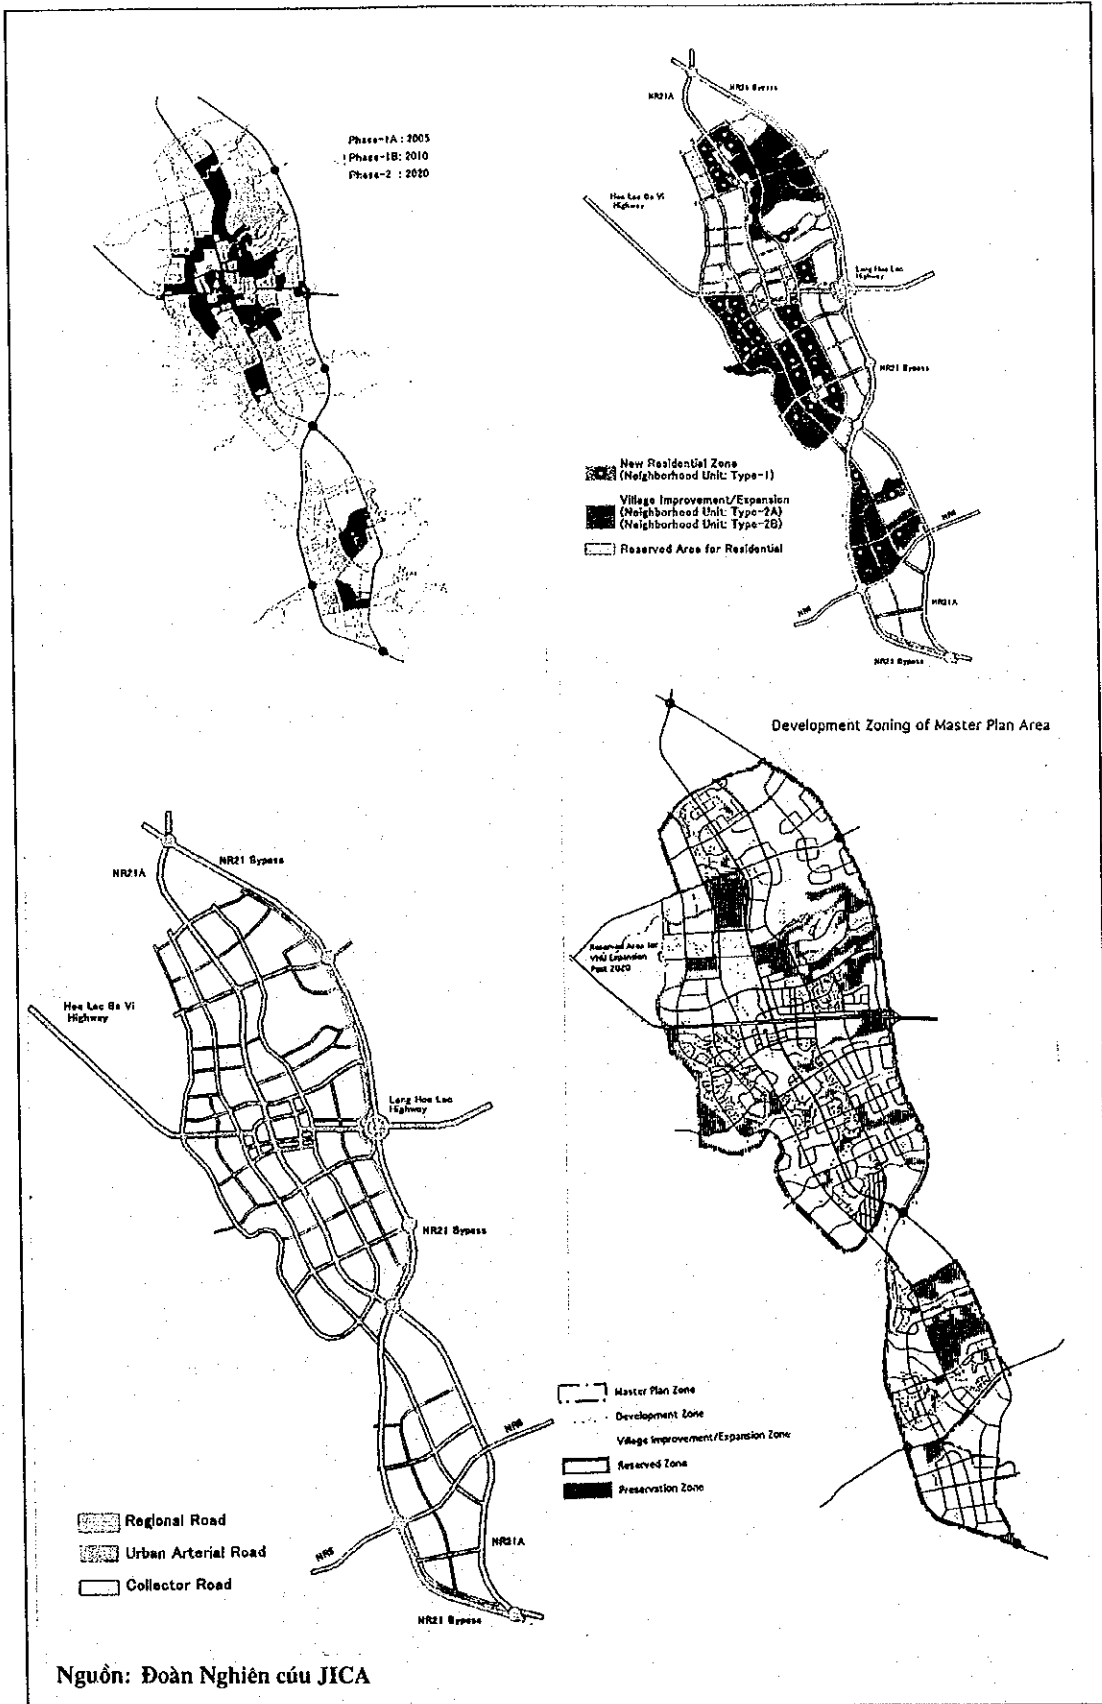 Phase-1A : 2005
Phase-1B: 2010
Phase-2 : 2020
NR21 Bypass
NR21A
Hoa Lac Ba Vi
Highway
Lang Hoa Lac
Highway
NR21 Bypass
New Residential Zone
(Neighborhood Unit: Type-1)
Village Improvement/Expansion
(Neighborhood Unit: Type-2A)
(Neighborhood Unit: Type-2B)
Reserved Area for Residential
NR6
NR6
NR21A
NR21 Bypass
Development Zoning of Master Plan Area
Reserved Area for
VNU Expansion
Post 2020
Master Plan Zone
Development Zone
Village Improvement/Expansion Zone
Reserved Zone
Preservation Zone
NR21 Bypass
NR21A
Hoa Lac Ba Vi
Highway
Lang Hoa Lac
Highway
NR21 Bypass
NR6
NR6
NR21A
NR21 Bypass
Regional Road
Urban Arterial Road
Collector Road
Nguồn: Đoàn Nghiên cứu JICA